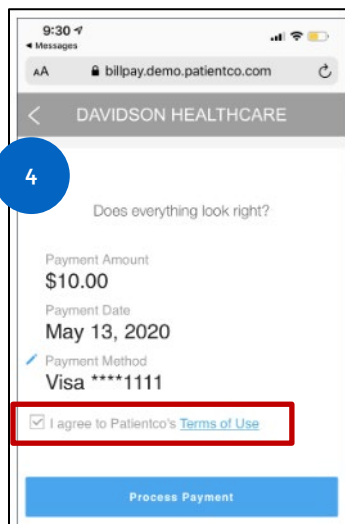 9:30
Messages
AA billpay.demo.patientco.com
DAVIDSON HEALTHCARE
4
Does everything look right?
Payment Amount
$10.00
Payment Date
May 13, 2020
Payment Method
Visa ****1111
I agree to Patientco's Terms of Use
Process Payment